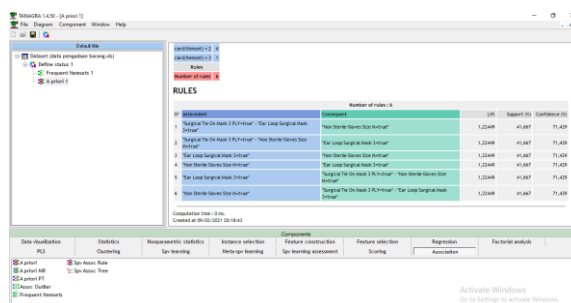 TANAGRA 1.4.50 - [A priori 1]
File Diagram Component Window Help
Default title
Dataset (data pengadaan barang.xls)
Define status 1
Frequent Itemsets 1
A priori 1
card(itemset) = 2 4
card(itemset) = 3 1
Rules
Number of rules 6
RULES
Number of rules : 6
N° Antecedent Consequent Lift Support (%) Confidence (%)
1 "Surgical Tie On Mask 3 PLY=true" - "Ear Loop Surgical Mask 3=true" "Non Sterile Gloves Size M=true" 1,22449 41,667 71,429
2 "Surgical Tie On Mask 3 PLY=true" - "Non Sterile Gloves Size M=true" "Ear Loop Surgical Mask 3=true" 1,22449 41,667 71,429
3 "Ear Loop Surgical Mask 3=true" "Non Sterile Gloves Size M=true" 1,22449 41,667 71,429
4 "Non Sterile Gloves Size M=true" "Ear Loop Surgical Mask 3=true" 1,22449 41,667 71,429
5 "Ear Loop Surgical Mask 3=true" "Surgical Tie On Mask 3 PLY=true" - "Non Sterile Gloves Size M=true" 1,22449 41,667 71,429
6 "Non Sterile Gloves Size M=true" "Surgical Tie On Mask 3 PLY=true" - "Ear Loop Surgical Mask 3=true" 1,22449 41,667 71,429
Computation time : 0 ms.
Created at 09/02/2021 20:18:43
Components
Data visualization Statistics Nonparametric statistics Instance selection Feature construction Feature selection Regression Factorial analysis
PLS Clustering Spv learning Meta-spv learning Spv learning assessment Scoring Association
A priori Spv Assoc Rule
A priori MR Spv Assoc Tree
A priori PT
Assoc Outlier
Frequent Itemsets
Activate Windows
Go to Settings to activate Windows.